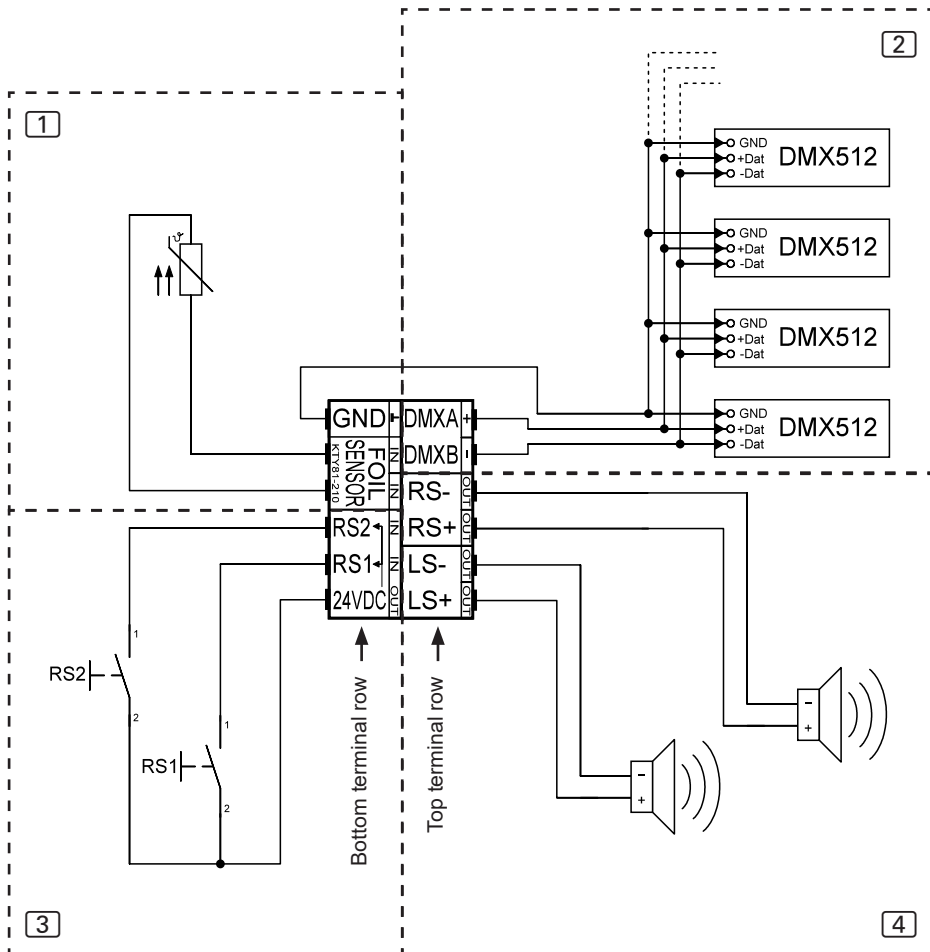 1
2
GND
+Dat
-Dat
DMX512
GND
+Dat
-Dat
DMX512
GND
+Dat
-Dat
DMX512
GND
+Dat
-Dat
DMX512
ϑ
GND -
FOIL
SENSOR
KTY81-210
IN
IN
RS2 IN
RS1 IN
24VDC OUT
DMXA +
DMXB -
RS- OUT
RS+ OUT
LS- OUT
LS+ OUT
Bottom terminal row
Top terminal row
RS2
1
2
RS1
1
2
-
+
-
+
3
4